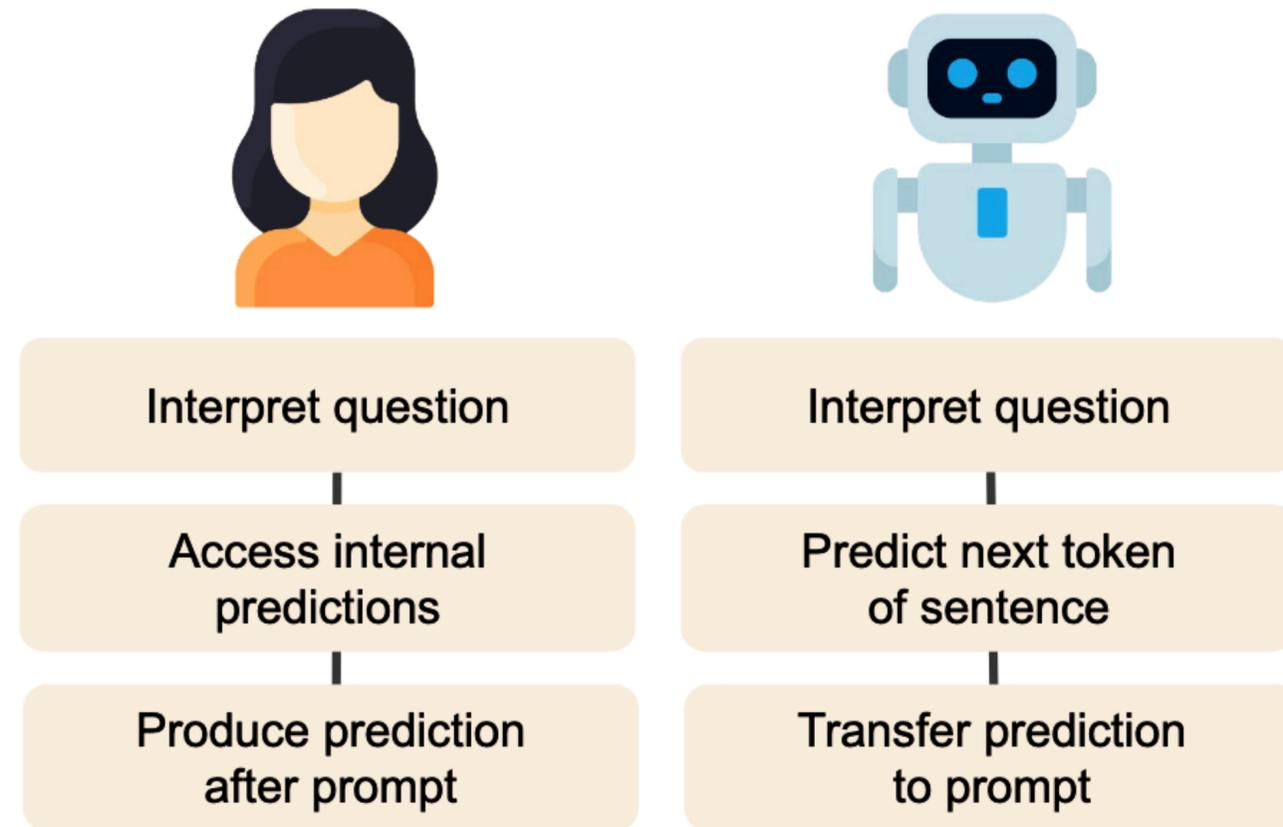 Interpret question
Access internal
predictions
Produce prediction
after prompt
Interpret question
Predict next token
of sentence
Transfer prediction
to prompt